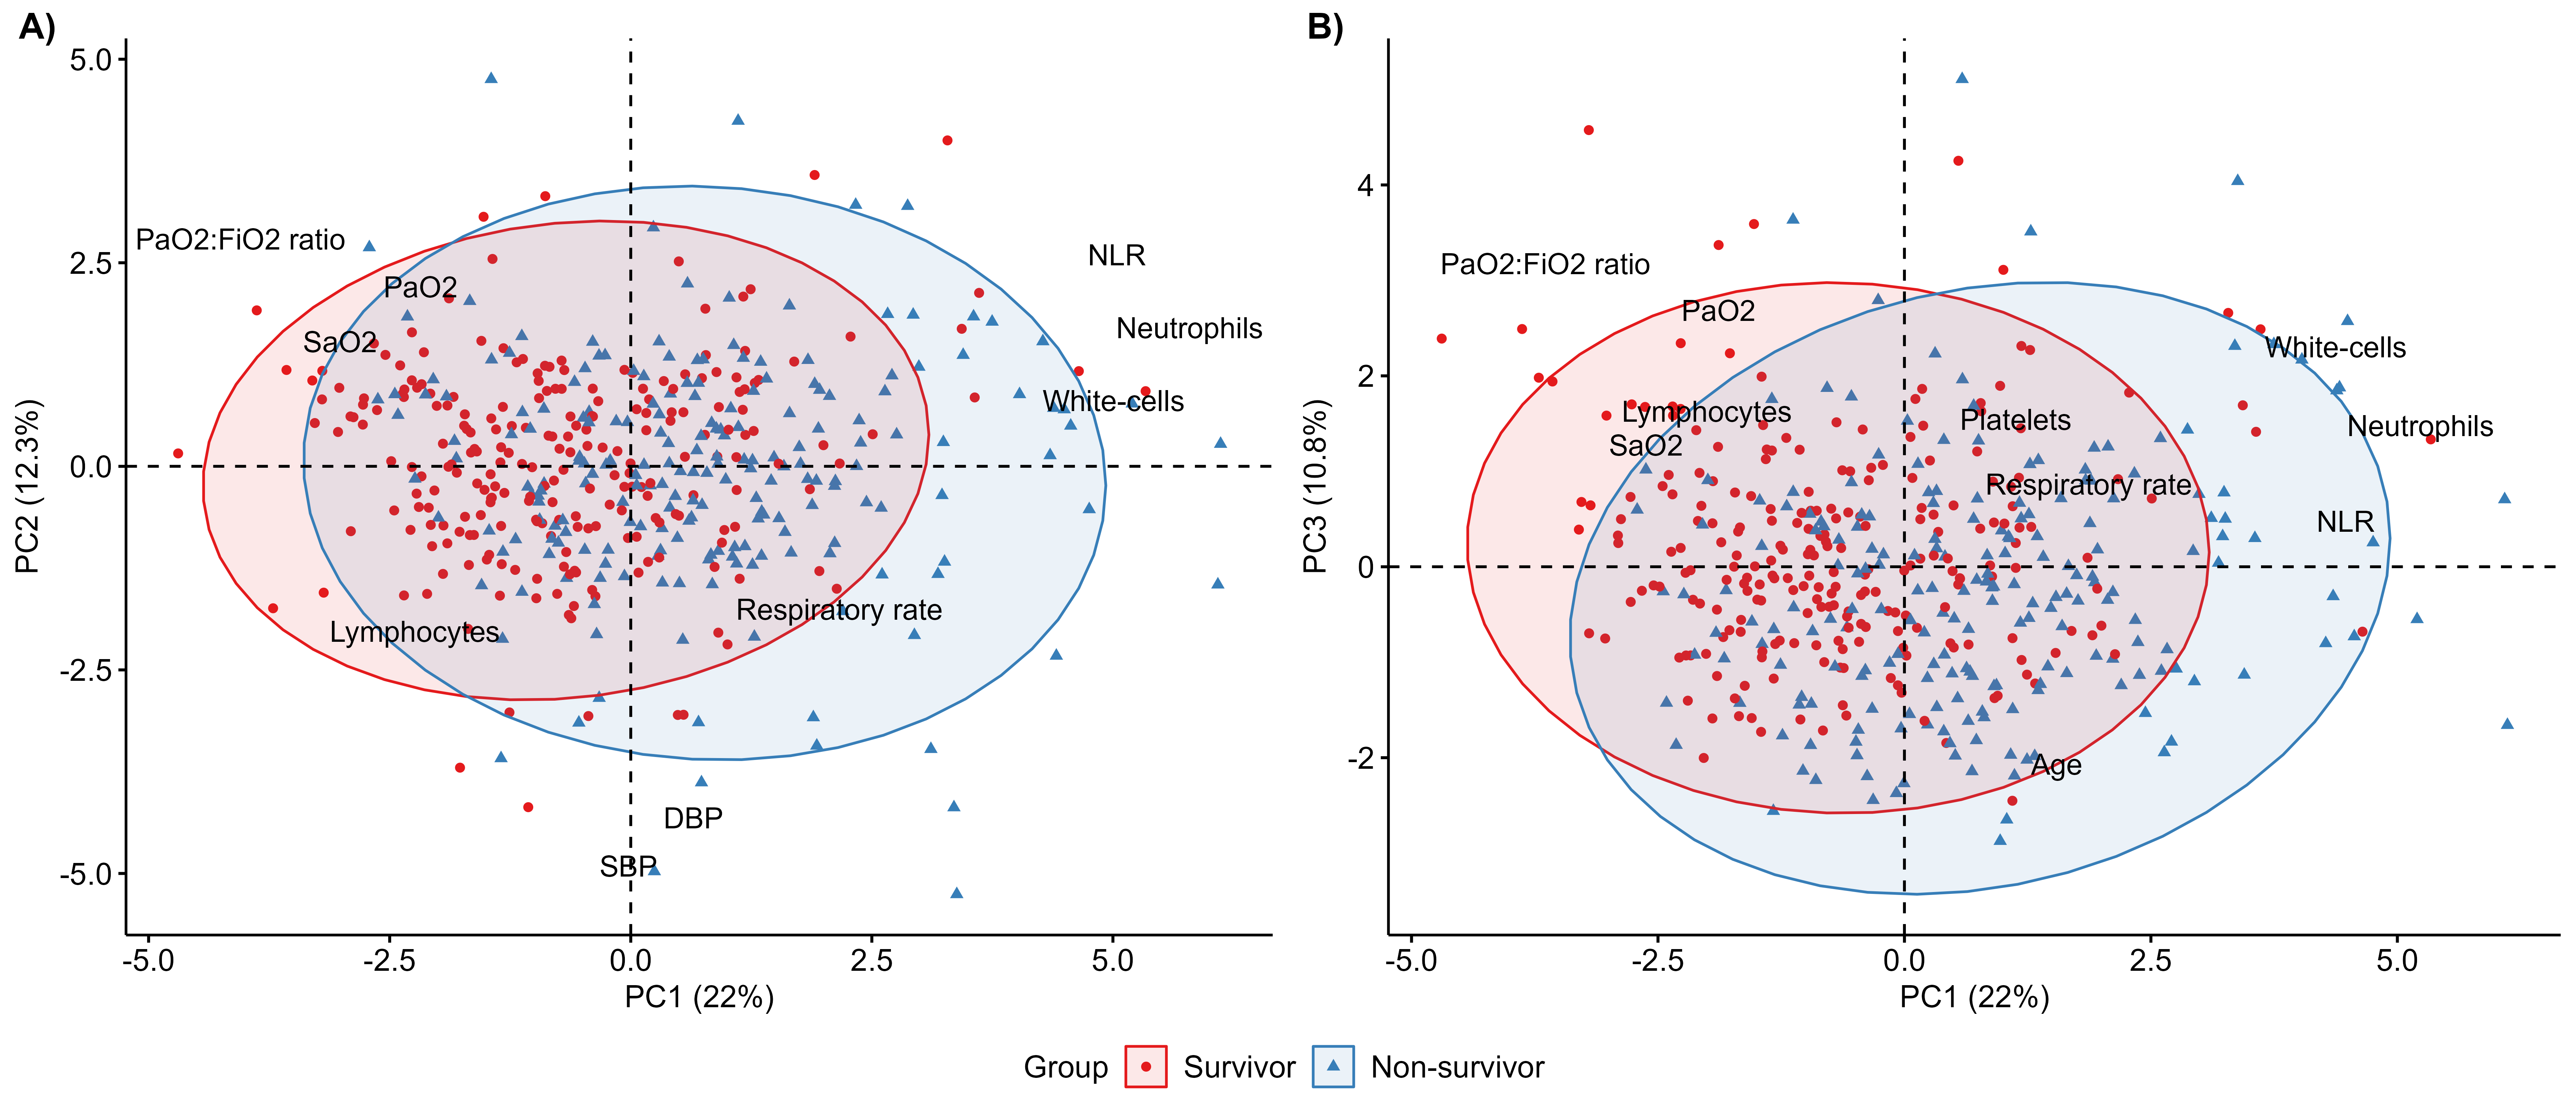 A)
5.0
2.5
0.0
-2.5
-5.0
PC2 (12.3%)
PaO2:FiO2 ratio
PaO2
SaO2
NLR
Neutrophils
White-cells
Respiratory rate
Lymphocytes
DBP
SBP
-5.0 -2.5 0.0 2.5 5.0
PC1 (22%)
B)
4
2
0
-2
PC3 (10.8%)
PaO2:FiO2 ratio
PaO2
White-cells
Lymphocytes
Platelets
Neutrophils
SaO2
Respiratory rate
NLR
Age
-5.0 -2.5 0.0 2.5 5.0
PC1 (22%)
Group Survivor Non-survivor